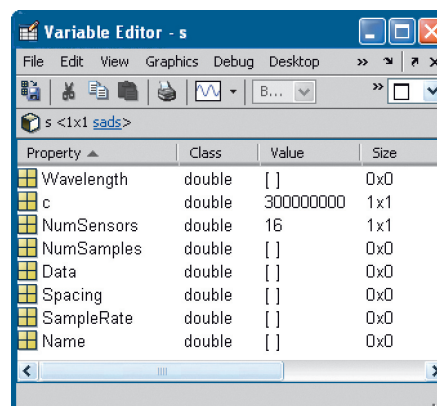 Variable Editor - s
File Edit View Graphics Debug Desktop »
B... »
s <1x1 sads>
Property Class Value Size
Wavelength double [ ] 0x0
c double 300000000 1x1
NumSensors double 16 1x1
NumSamples double [ ] 0x0
Data double [ ] 0x0
Spacing double [ ] 0x0
SampleRate double [ ] 0x0
Name double [ ] 0x0